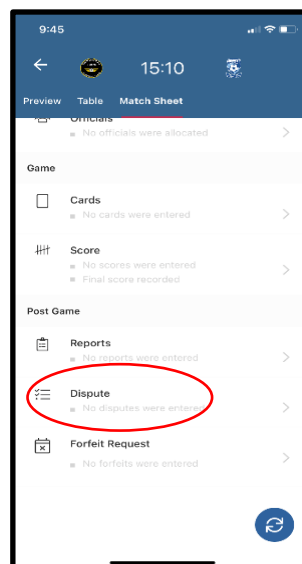 9:45
15:10
Preview Table Match Sheet
Officials
No officials were allocated
Game
Cards
No cards were entered
Score
No scores were entered
Final score recorded
Post Game
Reports
No reports were entered
Dispute
No disputes were entered
Forfeit Request
No forfeits were entered